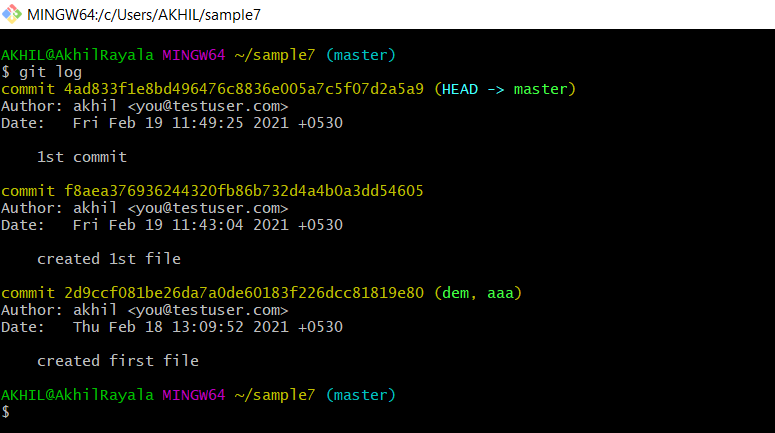 MINGW64:/c/Users/AKHIL/sample7
AKHIL@AkhilRayala MINGW64 ~/sample7 (master)
$ git log
commit 4ad833f1e8bd496476c8836e005a7c5f07d2a5a9 (HEAD -> master)
Author: akhil <you@testuser.com>
Date:   Fri Feb 19 11:49:25 2021 +0530
    1st commit
commit f8aea376936244320fb86b732d4a4b0a3dd54605
Author: akhil <you@testuser.com>
Date:   Fri Feb 19 11:43:04 2021 +0530
    created 1st file
commit 2d9ccf081be26da7a0de60183f226dcc81819e80 (dem, aaa)
Author: akhil <you@testuser.com>
Date:   Thu Feb 18 13:09:52 2021 +0530
    created first file
AKHIL@AkhilRayala MINGW64 ~/sample7 (master)
$